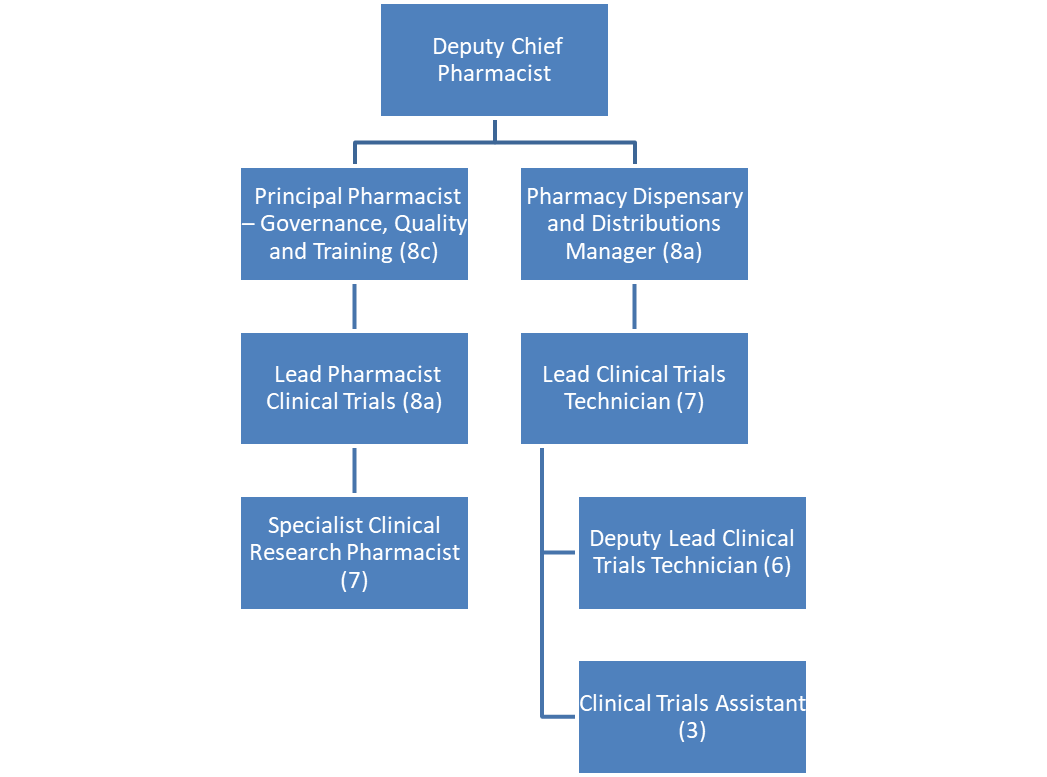 Deputy Chief
Pharmacist
Principal Pharmacist
– Governance, Quality
and Training (8c)
Pharmacy Dispensary
and Distributions
Manager (8a)
Lead Pharmacist
Clinical Trials (8a)
Lead Clinical Trials
Technician (7)
Specialist Clinical
Research Pharmacist
(7)
Deputy Lead Clinical
Trials Technician (6)
Clinical Trials Assistant
(3)